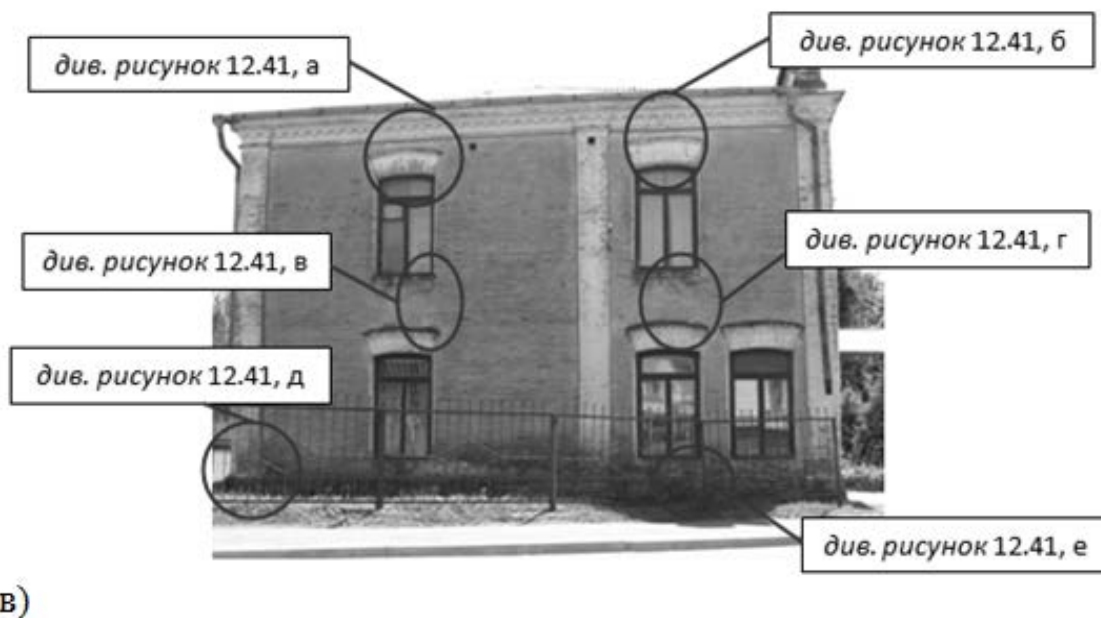 див. рисунок 12.41, а
див. рисунок 12.41, б
див. рисунок 12.41, в
див. рисунок 12.41, г
див. рисунок 12.41, д
див. рисунок 12.41, е
в)